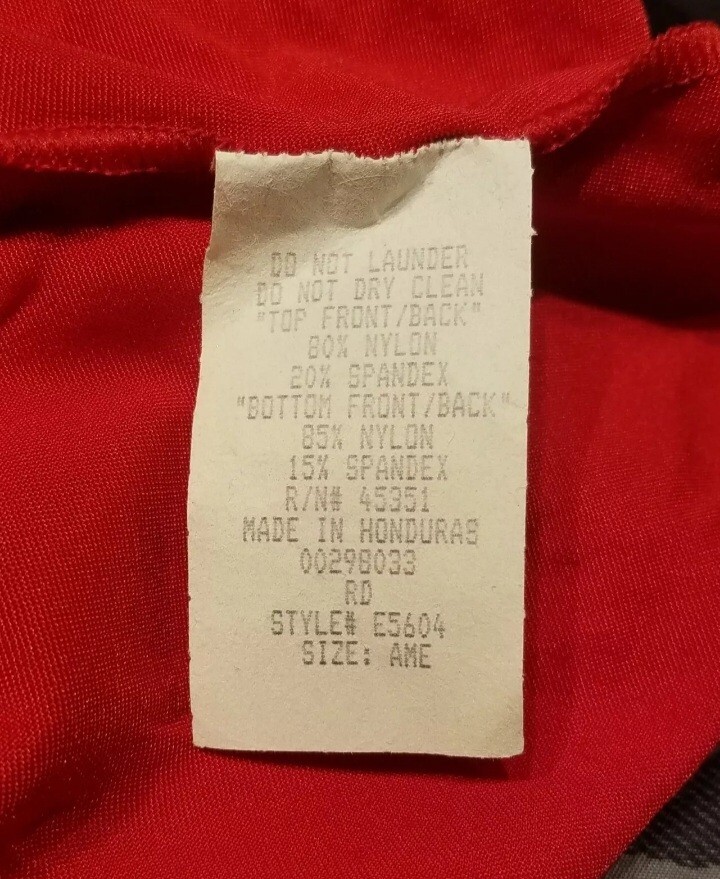 DO NOT LAUNDER
DO NOT DRY CLEAN
"TOP FRONT/BACK"
80% NYLON
20% SPANDEX
"BOTTOM FRONT/BACK"
85% NYLON
15% SPANDEX
R/N# 45351
MADE IN HONDURAS
00298033
RD
STYLE# E5604
SIZE: AME